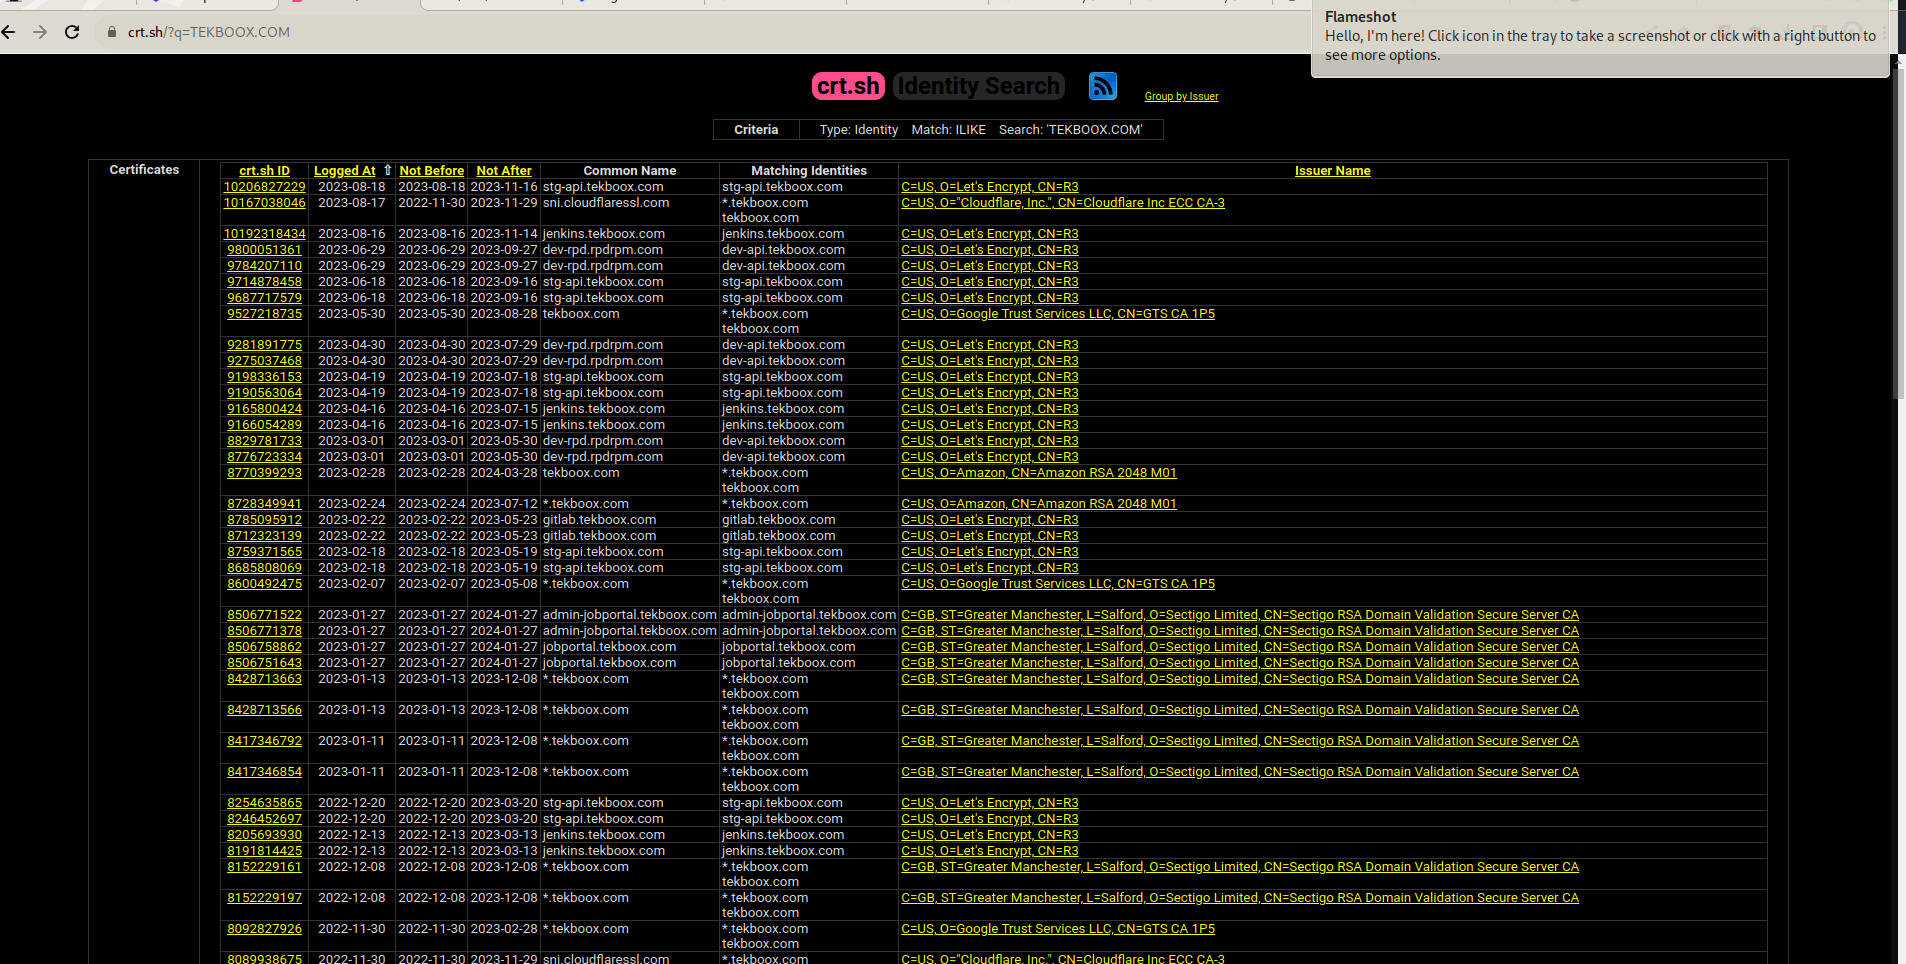 Flameshot
Hello, I'm here! Click icon in the tray to take a screenshot or click with a right button to
see more options.
crt.sh/?q=TEKBOOX.COM
crt.sh Identity Search Group by Issuer
Criteria Type: Identity Match: ILIKE Search: 'TEKBOOX.COM'
Certificates
crt.sh ID Logged At ⇧ Not Before Not After Common Name Matching Identities Issuer Name
10206827229 2023-08-18 2023-08-18 2023-11-16 stg-api.tekboox.com stg-api.tekboox.com C=US, O=Let's Encrypt, CN=R3
10167038046 2023-08-17 2022-11-30 2023-11-29 sni.cloudflaressl.com *.tekboox.com C=US, O="Cloudflare, Inc.", CN=Cloudflare Inc ECC CA-3
tekboox.com
10192318434 2023-08-16 2023-08-16 2023-11-14 jenkins.tekboox.com jenkins.tekboox.com C=US, O=Let's Encrypt, CN=R3
9800051361 2023-06-29 2023-06-29 2023-09-27 dev-rpd.rpdrpm.com dev-api.tekboox.com C=US, O=Let's Encrypt, CN=R3
9784207110 2023-06-29 2023-06-29 2023-09-27 dev-rpd.rpdrpm.com dev-api.tekboox.com C=US, O=Let's Encrypt, CN=R3
9714878458 2023-06-18 2023-06-18 2023-09-16 stg-api.tekboox.com stg-api.tekboox.com C=US, O=Let's Encrypt, CN=R3
9687717579 2023-06-18 2023-06-18 2023-09-16 stg-api.tekboox.com stg-api.tekboox.com C=US, O=Let's Encrypt, CN=R3
9527218735 2023-05-30 2023-05-30 2023-08-28 tekboox.com *.tekboox.com C=US, O=Google Trust Services LLC, CN=GTS CA 1P5
tekboox.com
9281891775 2023-04-30 2023-04-30 2023-07-29 dev-rpd.rpdrpm.com dev-api.tekboox.com C=US, O=Let's Encrypt, CN=R3
9275037468 2023-04-30 2023-04-30 2023-07-29 dev-rpd.rpdrpm.com dev-api.tekboox.com C=US, O=Let's Encrypt, CN=R3
9198336153 2023-04-19 2023-04-19 2023-07-18 stg-api.tekboox.com stg-api.tekboox.com C=US, O=Let's Encrypt, CN=R3
9190563064 2023-04-19 2023-04-19 2023-07-18 stg-api.tekboox.com stg-api.tekboox.com C=US, O=Let's Encrypt, CN=R3
9165800424 2023-04-16 2023-04-16 2023-07-15 jenkins.tekboox.com jenkins.tekboox.com C=US, O=Let's Encrypt, CN=R3
9166054289 2023-04-16 2023-04-16 2023-07-15 jenkins.tekboox.com jenkins.tekboox.com C=US, O=Let's Encrypt, CN=R3
8829781733 2023-03-01 2023-03-01 2023-05-30 dev-rpd.rpdrpm.com dev-api.tekboox.com C=US, O=Let's Encrypt, CN=R3
8776723334 2023-03-01 2023-03-01 2023-05-30 dev-rpd.rpdrpm.com dev-api.tekboox.com C=US, O=Let's Encrypt, CN=R3
8770399293 2023-02-28 2023-02-28 2024-03-28 tekboox.com *.tekboox.com C=US, O=Amazon, CN=Amazon RSA 2048 M01
tekboox.com
8728349941 2023-02-24 2023-02-24 2023-07-12 *.tekboox.com *.tekboox.com C=US, O=Amazon, CN=Amazon RSA 2048 M01
8785095912 2023-02-22 2023-02-22 2023-05-23 gitlab.tekboox.com gitlab.tekboox.com C=US, O=Let's Encrypt, CN=R3
8712323139 2023-02-22 2023-02-22 2023-05-23 gitlab.tekboox.com gitlab.tekboox.com C=US, O=Let's Encrypt, CN=R3
8759371565 2023-02-18 2023-02-18 2023-05-19 stg-api.tekboox.com stg-api.tekboox.com C=US, O=Let's Encrypt, CN=R3
8685808069 2023-02-18 2023-02-18 2023-05-19 stg-api.tekboox.com stg-api.tekboox.com C=US, O=Let's Encrypt, CN=R3
8600492475 2023-02-07 2023-02-07 2023-05-08 *.tekboox.com *.tekboox.com C=US, O=Google Trust Services LLC, CN=GTS CA 1P5
tekboox.com
8506771522 2023-01-27 2023-01-27 2024-01-27 admin-jobportal.tekboox.com admin-jobportal.tekboox.com C=GB, ST=Greater Manchester, L=Salford, O=Sectigo Limited, CN=Sectigo RSA Domain Validation Secure Server CA
8506771378 2023-01-27 2023-01-27 2024-01-27 admin-jobportal.tekboox.com admin-jobportal.tekboox.com C=GB, ST=Greater Manchester, L=Salford, O=Sectigo Limited, CN=Sectigo RSA Domain Validation Secure Server CA
8506758862 2023-01-27 2023-01-27 2024-01-27 jobportal.tekboox.com jobportal.tekboox.com C=GB, ST=Greater Manchester, L=Salford, O=Sectigo Limited, CN=Sectigo RSA Domain Validation Secure Server CA
8506751643 2023-01-27 2023-01-27 2024-01-27 jobportal.tekboox.com jobportal.tekboox.com C=GB, ST=Greater Manchester, L=Salford, O=Sectigo Limited, CN=Sectigo RSA Domain Validation Secure Server CA
8428713663 2023-01-13 2023-01-13 2023-12-08 *.tekboox.com *.tekboox.com C=GB, ST=Greater Manchester, L=Salford, O=Sectigo Limited, CN=Sectigo RSA Domain Validation Secure Server CA
tekboox.com
8428713566 2023-01-13 2023-01-13 2023-12-08 *.tekboox.com *.tekboox.com C=GB, ST=Greater Manchester, L=Salford, O=Sectigo Limited, CN=Sectigo RSA Domain Validation Secure Server CA
tekboox.com
8417346792 2023-01-11 2023-01-11 2023-12-08 *.tekboox.com *.tekboox.com C=GB, ST=Greater Manchester, L=Salford, O=Sectigo Limited, CN=Sectigo RSA Domain Validation Secure Server CA
tekboox.com
8417346854 2023-01-11 2023-01-11 2023-12-08 *.tekboox.com *.tekboox.com C=GB, ST=Greater Manchester, L=Salford, O=Sectigo Limited, CN=Sectigo RSA Domain Validation Secure Server CA
tekboox.com
8254635865 2022-12-20 2022-12-20 2023-03-20 stg-api.tekboox.com stg-api.tekboox.com C=US, O=Let's Encrypt, CN=R3
8246452697 2022-12-20 2022-12-20 2023-03-20 stg-api.tekboox.com stg-api.tekboox.com C=US, O=Let's Encrypt, CN=R3
8205693930 2022-12-13 2022-12-13 2023-03-13 jenkins.tekboox.com jenkins.tekboox.com C=US, O=Let's Encrypt, CN=R3
8191814425 2022-12-13 2022-12-13 2023-03-13 jenkins.tekboox.com jenkins.tekboox.com C=US, O=Let's Encrypt, CN=R3
8152229161 2022-12-08 2022-12-08 2023-12-08 *.tekboox.com *.tekboox.com C=GB, ST=Greater Manchester, L=Salford, O=Sectigo Limited, CN=Sectigo RSA Domain Validation Secure Server CA
tekboox.com
8152229197 2022-12-08 2022-12-08 2023-12-08 *.tekboox.com *.tekboox.com C=GB, ST=Greater Manchester, L=Salford, O=Sectigo Limited, CN=Sectigo RSA Domain Validation Secure Server CA
tekboox.com
8092827926 2022-11-30 2022-11-30 2023-02-28 *.tekboox.com *.tekboox.com C=US, O=Google Trust Services LLC, CN=GTS CA 1P5
tekboox.com
8089938675 2022-11-30 2022-11-30 2023-11-29 sni.cloudflaressl.com *.tekboox.com C=US, O="Cloudflare, Inc.", CN=Cloudflare Inc ECC CA-3